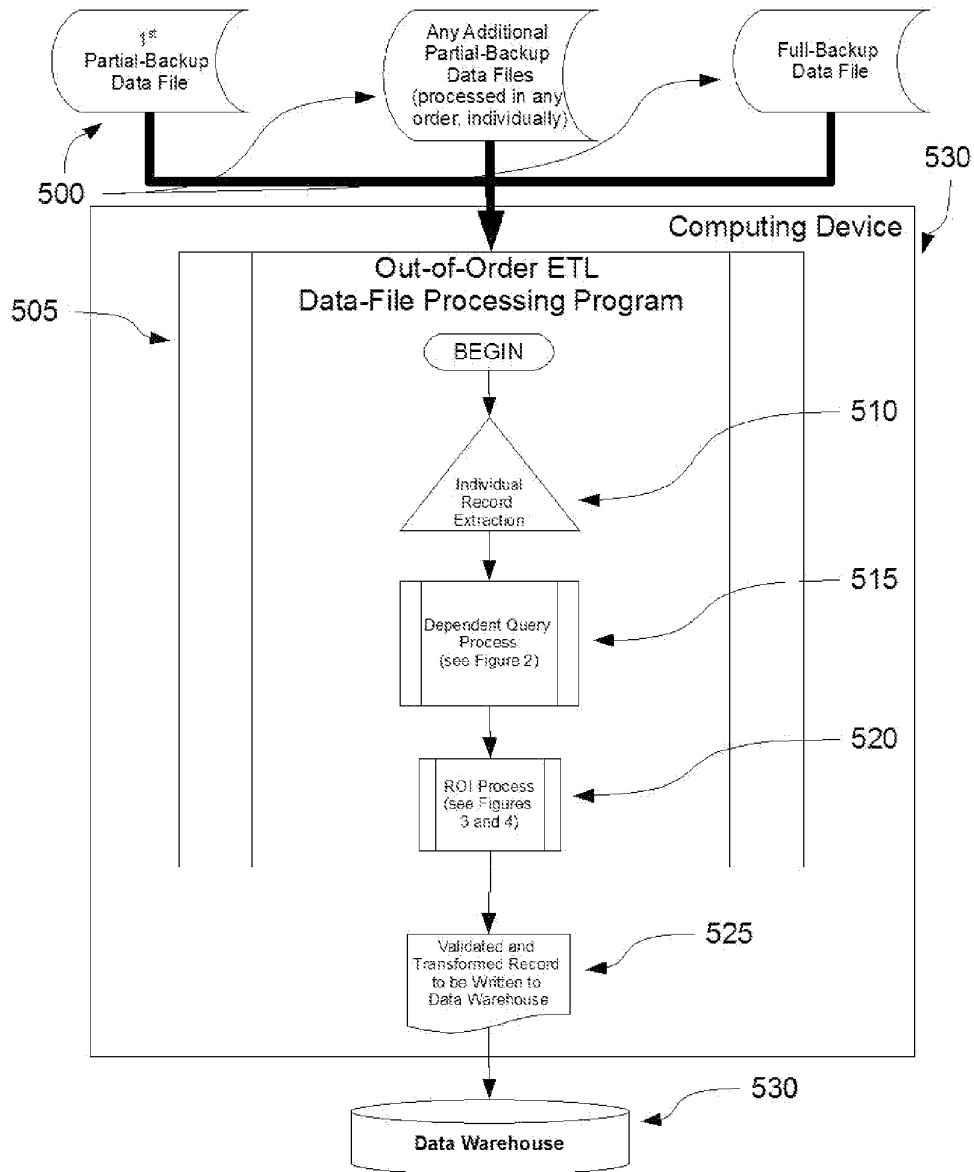 1st
Partial-Backup
Data File
Any Additional
Partial-Backup
Data Files
(processed in any
order, individually)
Full-Backup
Data File
500
530
Computing Device
Out-of-Order ETL
Data-File Processing Program
505
BEGIN
510
Individual
Record
Extraction
515
Dependent Query
Process
(see Figure 2)
520
ROI Process
(see Figures
3 and 4)
525
Validated and
Transformed Record
to be Written to
Data Warehouse
530
Data Warehouse